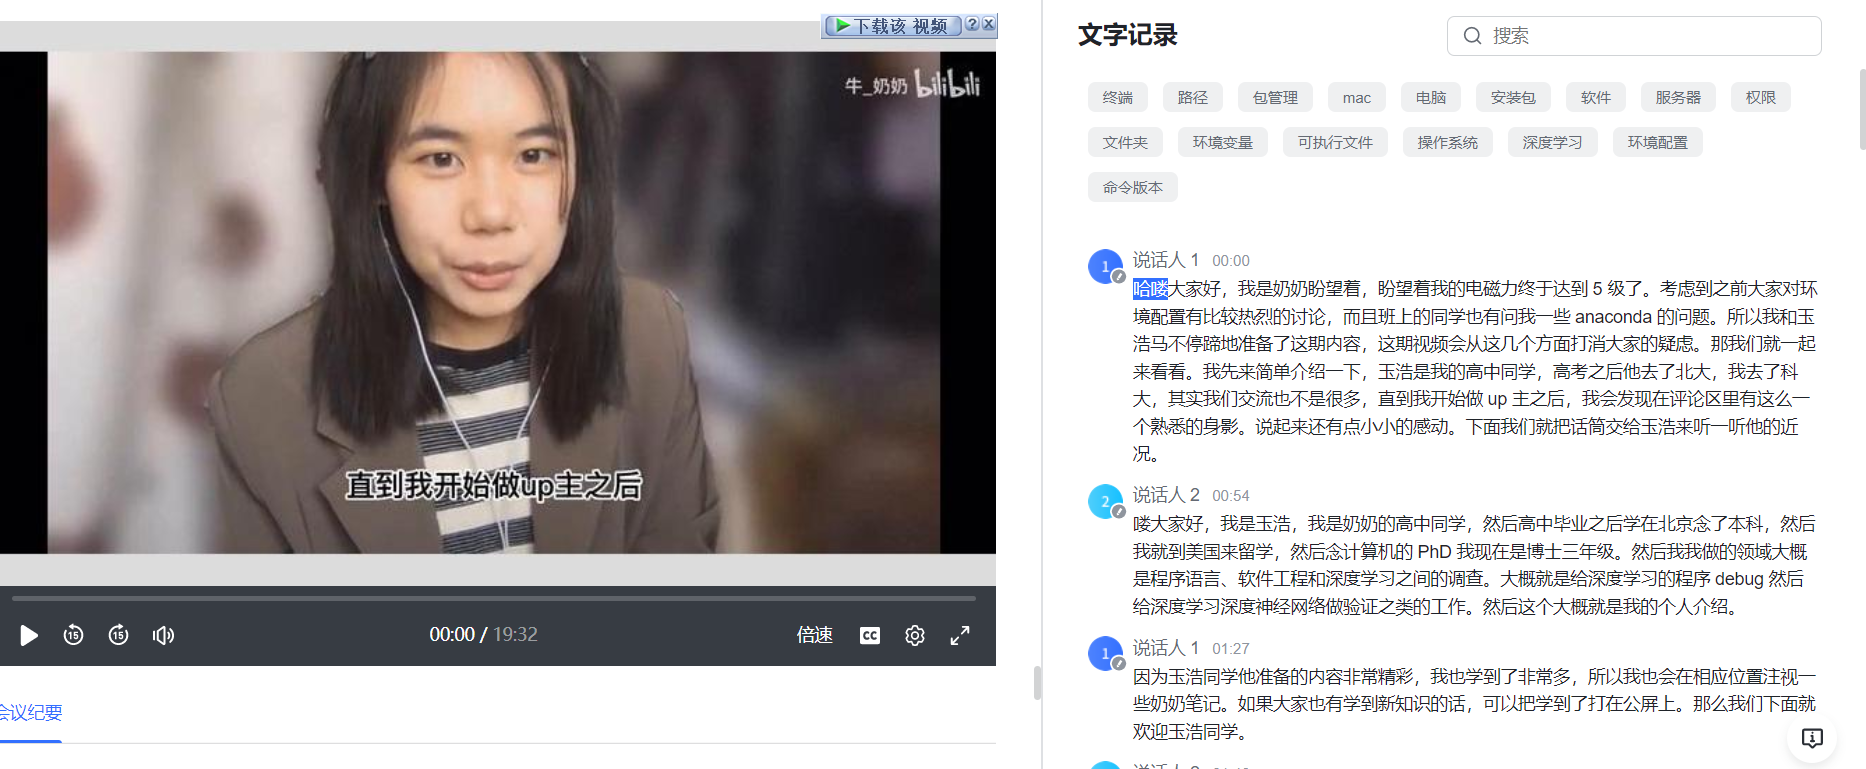 下载该 视频
牛_奶奶 bilibili
直到我开始做up主之后
00:00 / 19:32
倍速
CC
会议纪要
文字记录
搜索
终端 路径 包管理 mac 电脑 安装包 软件 服务器 权限
文件夹 环境变量 可执行文件 操作系统 深度学习 环境配置
命令版本
1 说话人 1 00:00
哈喽大家好，我是奶奶盼望着，盼望着我的电磁力终于达到 5 级了。考虑到之前大家对环
境配置有比较热烈的讨论，而且班上的同学也有问我一些 anaconda 的问题。所以我和玉
浩马不停蹄地准备了这期内容，这期视频会从这几个方面打消大家的疑虑。那我们就一起
来看看。我先来简单介绍一下，玉浩是我的高中同学，高考之后他去了北大，我去了科
大，其实我们交流也不是很多，直到我开始做 up 主之后，我会发现在评论区里有这么一
个熟悉的身影。说起来还有点小小的感动。下面我们就把话筒交给玉浩来听一听他的近
况。
2 说话人 2 00:54
喽大家好，我是玉浩，我是奶奶的高中同学，然后高中毕业之后学在北京念了本科，然后
我就到美国来留学，然后念计算机的 PhD 我现在是博士三年级。然后我我做的领域大概
是程序语言、软件工程和深度学习之间的调查。大概就是给深度学习的程序 debug 然后
给深度学习深度神经网络做验证之类的工作。然后这个大概就是我的个人介绍。
1 说话人 1 01:27
因为玉浩同学他准备的内容非常精彩，我也学到了非常多，所以我也会在相应位置注视一
些奶奶笔记。如果大家也有学到新知识的话，可以把学到了打在公屏上。那么我们下面就
欢迎玉浩同学。